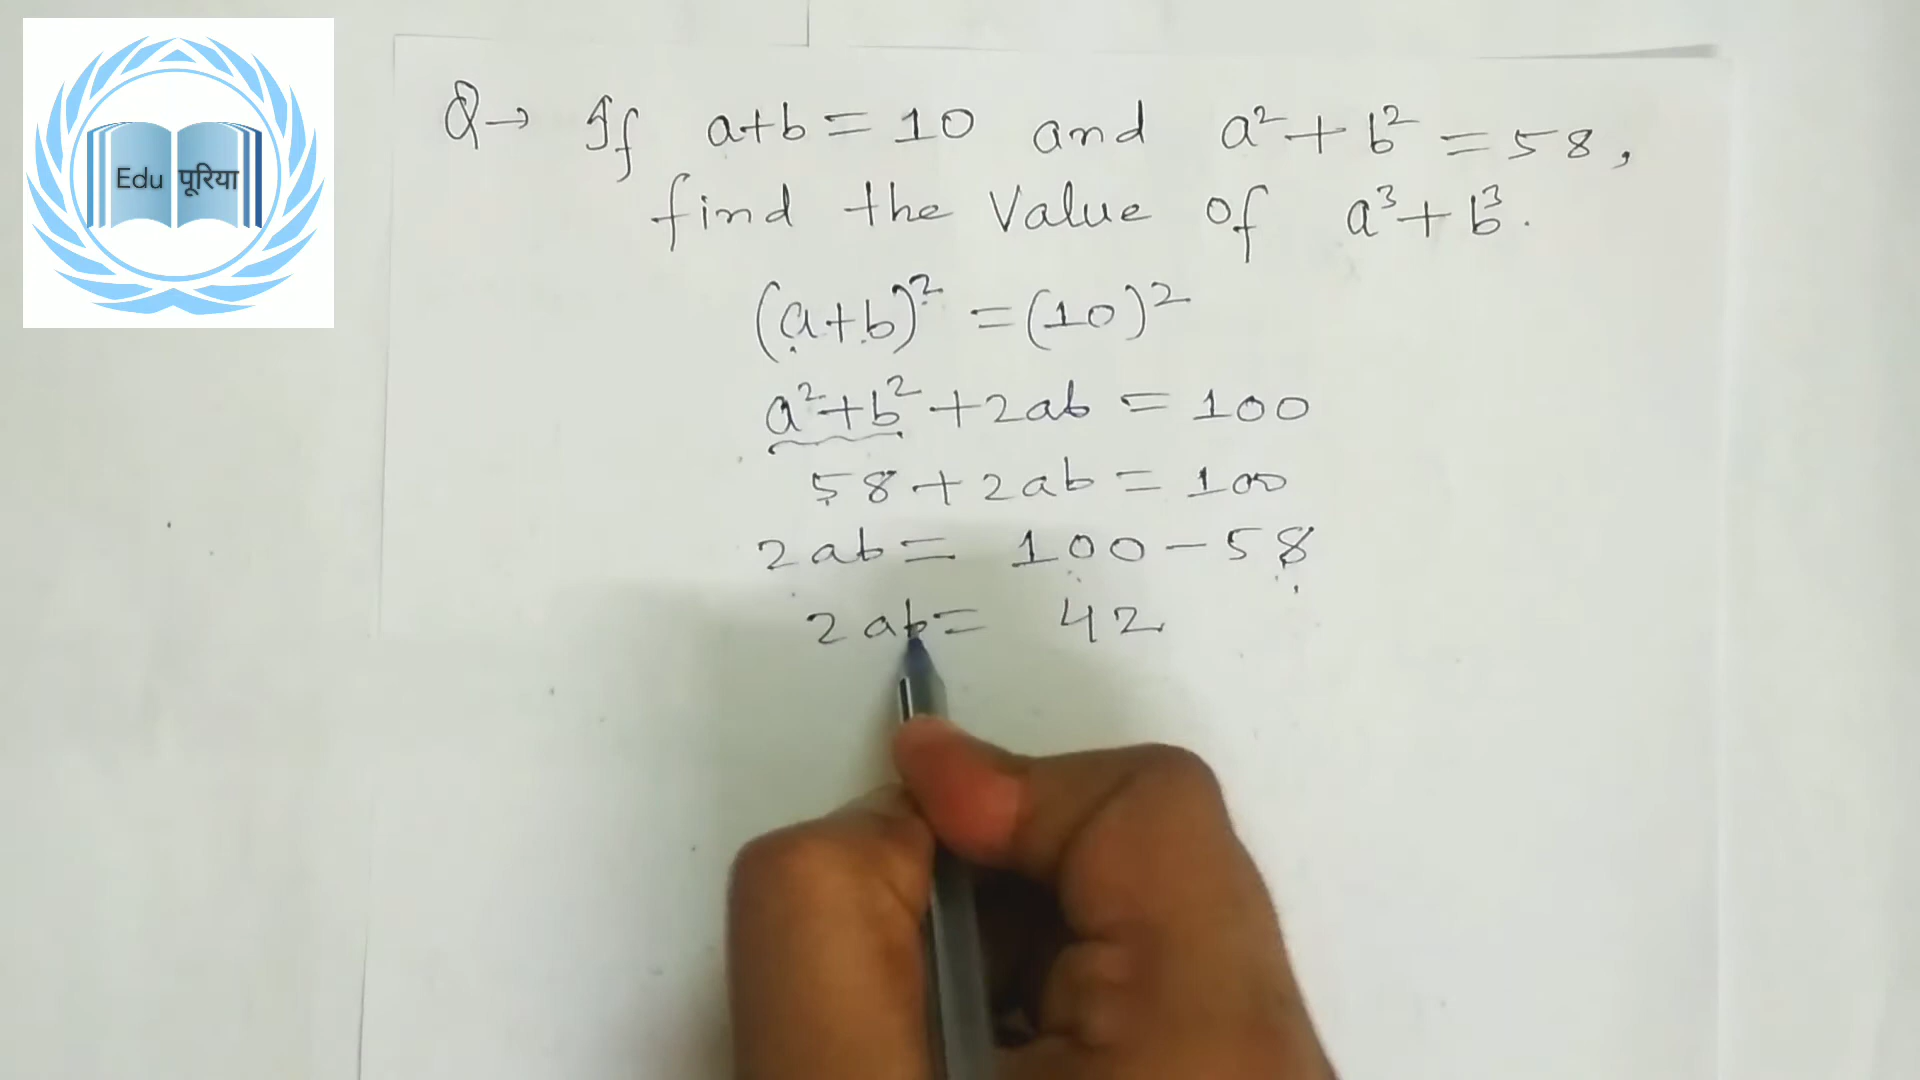 Edu पूरिया
Q→ If a+b = 10 and a²+b² = 58,
find the Value of a³+b³.
(a+b)² = (10)²
a²+b²+2ab = 100
58+2ab = 100
2ab = 100-58
2ab = 42